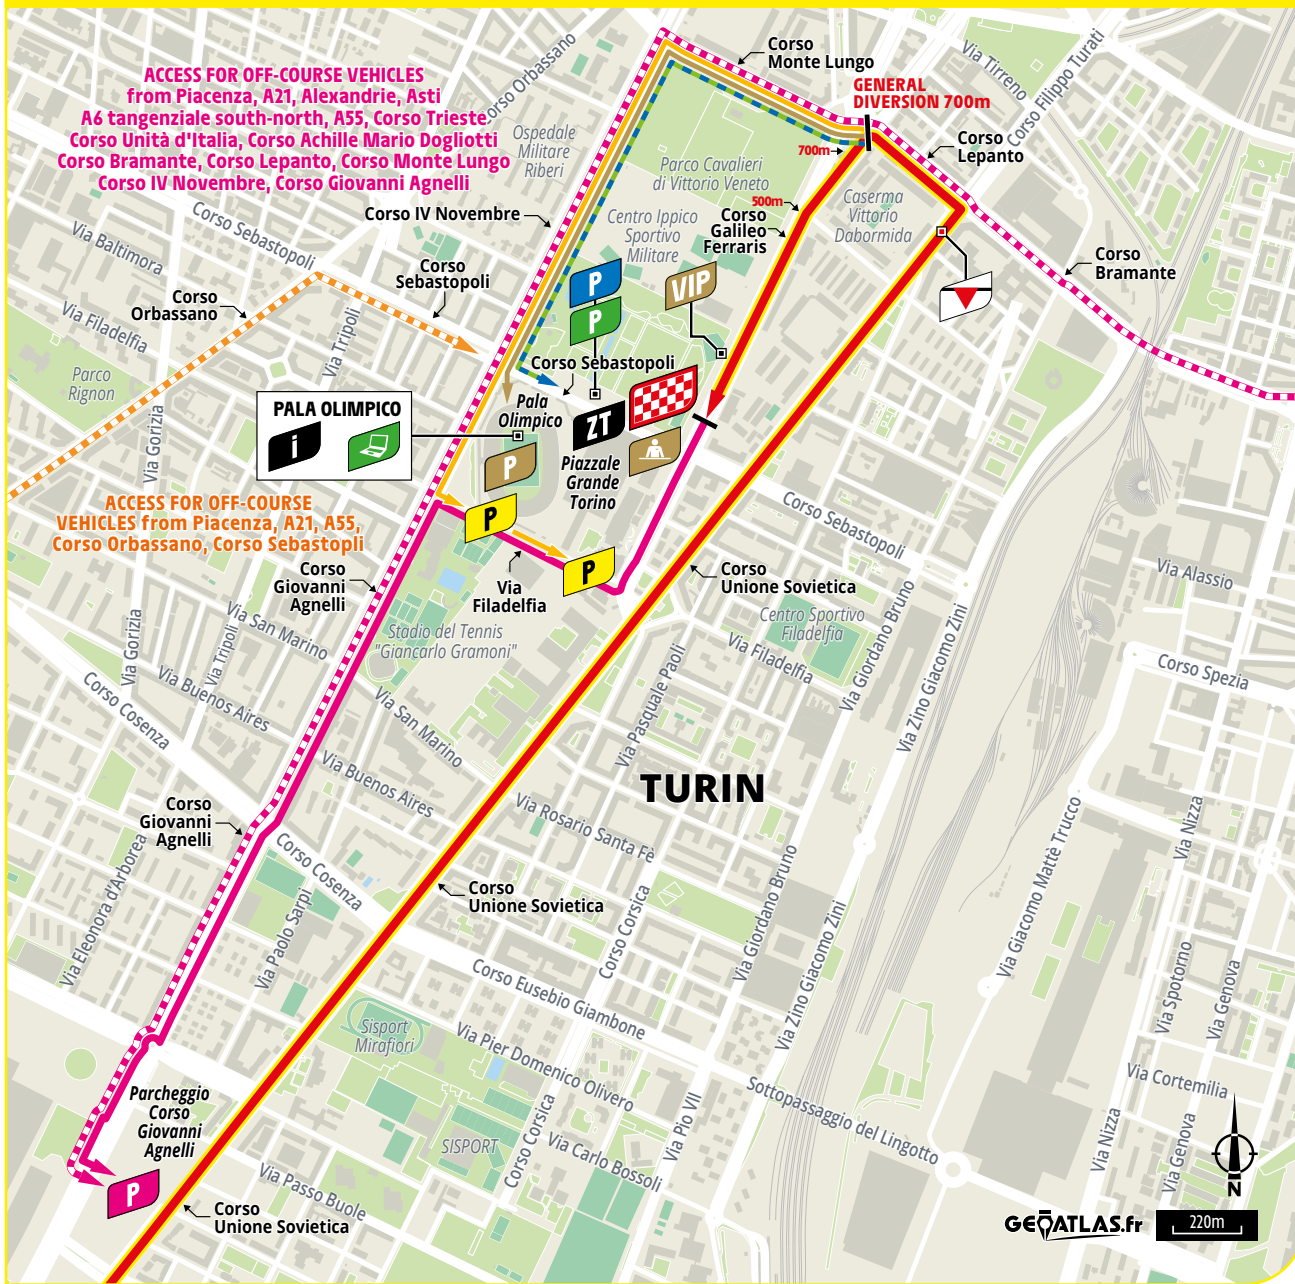 Corso
Monte Lungo
Via Tirreno
Corso Filippo Turati
Corso Orbassano
ACCESS FOR OFF-COURSE VEHICLES
from Piacenza, A21, Alexandrie, Asti
A6 tangenziale south-north, A55, Corso Trieste
Corso Unità d'Italia, Corso Achille Mario Dogliotti
Corso Bramante, Corso Lepanto, Corso Monte Lungo
Corso IV Novembre, Corso Giovanni Agnelli
GENERAL
DIVERSION 700m
Ospedale
Militare
Riberi
700m
Corso
Lepanto
Parco Cavalieri
di Vittorio Veneto
500m
Caserma
Vittorio
Dabormida
Corso IV Novembre
Centro Ippico
Sportivo
Militare
Corso
Galileo
Ferraris
Corso Sebastopoli
Via Baltimora
Corso
Sebastopoli
Corso
Bramante
Corso
Orbassano
Via Filadelfia
Via Tripoli
P
P
VIP
Parco
Rignon
Corso Sebastopoli
PALA OLIMPICO
i
Pala
Olimpico
ZT
P
Piazzale
Grande
Torino
Via Gorizia
P
P
ACCESS FOR OFF-COURSE
VEHICLES from Piacenza, A21, A55,
Corso Orbassano, Corso Sebastopli
Corso Sebastopoli
Corso
Giovanni
Agnelli
Via
Filadelfia
Corso
Unione Sovietica
Via Alassio
Centro Sportivo
Filadelfia
Via Gorizia
Via Tripoli
Via San Marino
Stadio del Tennis
"Giancarlo Gramoni"
Via Filadelfia
Via Giordano Bruno
Via Zino Giacomo Zini
Corso Spezia
Via Buenos Aires
Corso Cosenza
Via San Marino
Via Pasquale Paoli
Via Buenos Aires
TURIN
Corso
Giovanni
Agnelli
Via Rosario Santa Fè
Via Nizza
Via Giacomo Mattè Trucco
Via Eleonora d'Arborea
Corso Cosenza
Via Paolo Sarpi
Corso
Unione Sovietica
Corso Corsica
Via Giordano Bruno
Via Zino Giacomo Zini
Corso Eusebio Giambone
Via Spotorno
Via Genova
Sisport
Mirafiori
Via Pier Domenico Olivero
Via Cortemilia
Sottopassaggio del Lingotto
Parcheggio
Corso
Giovanni
Agnelli
P
SISPORT
Corso Corsica
Via Pio VII
Via Carlo Bossoli
Via Nizza
Via Genova
Via Passo Buole
Corso
Unione Sovietica
N
GEOATLAS.fr
220m